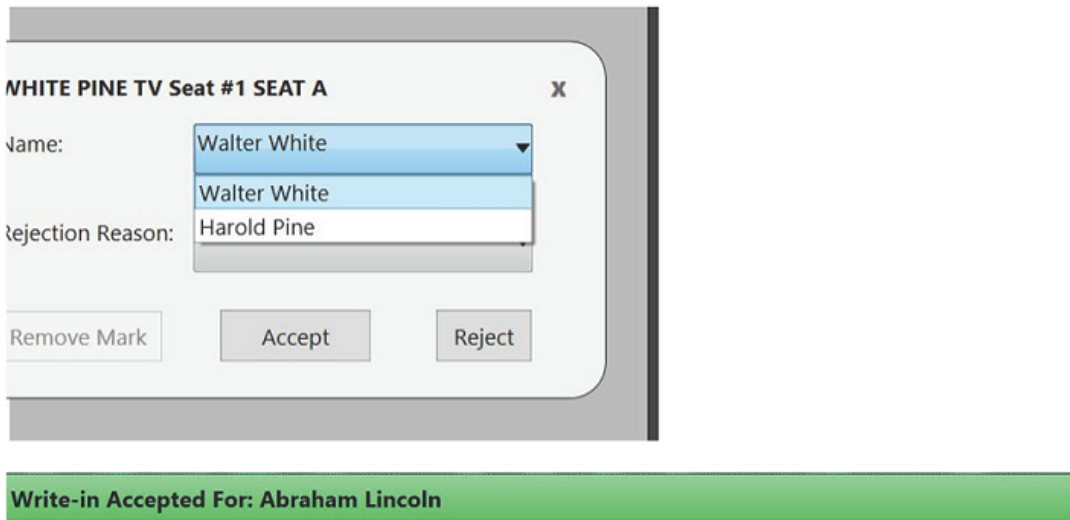 WHITE PINE TV Seat #1 SEAT A X
Name: Walter White
Walter White
Harold Pine
Rejection Reason:
Remove Mark Accept Reject
Write-in Accepted For: Abraham Lincoln